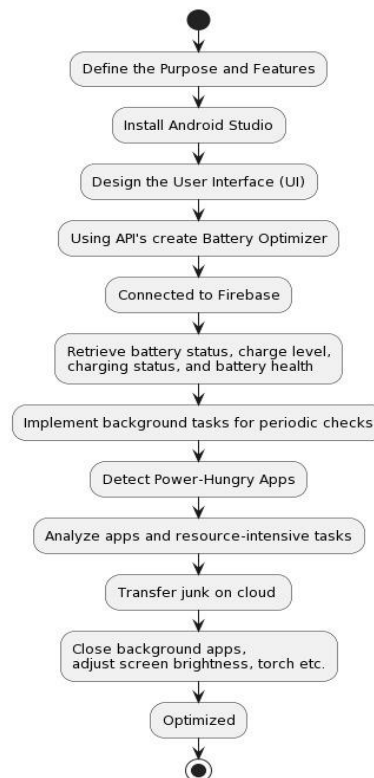 Define the Purpose and Features
Install Android Studio
Design the User Interface (UI)
Using API's create Battery Optimizer
Connected to Firebase
Retrieve battery status, charge level,
charging status, and battery health
Implement background tasks for periodic checks
Detect Power-Hungry Apps
Analyze apps and resource-intensive tasks
Transfer junk on cloud
Close background apps,
adjust screen brightness, torch etc.
Optimized